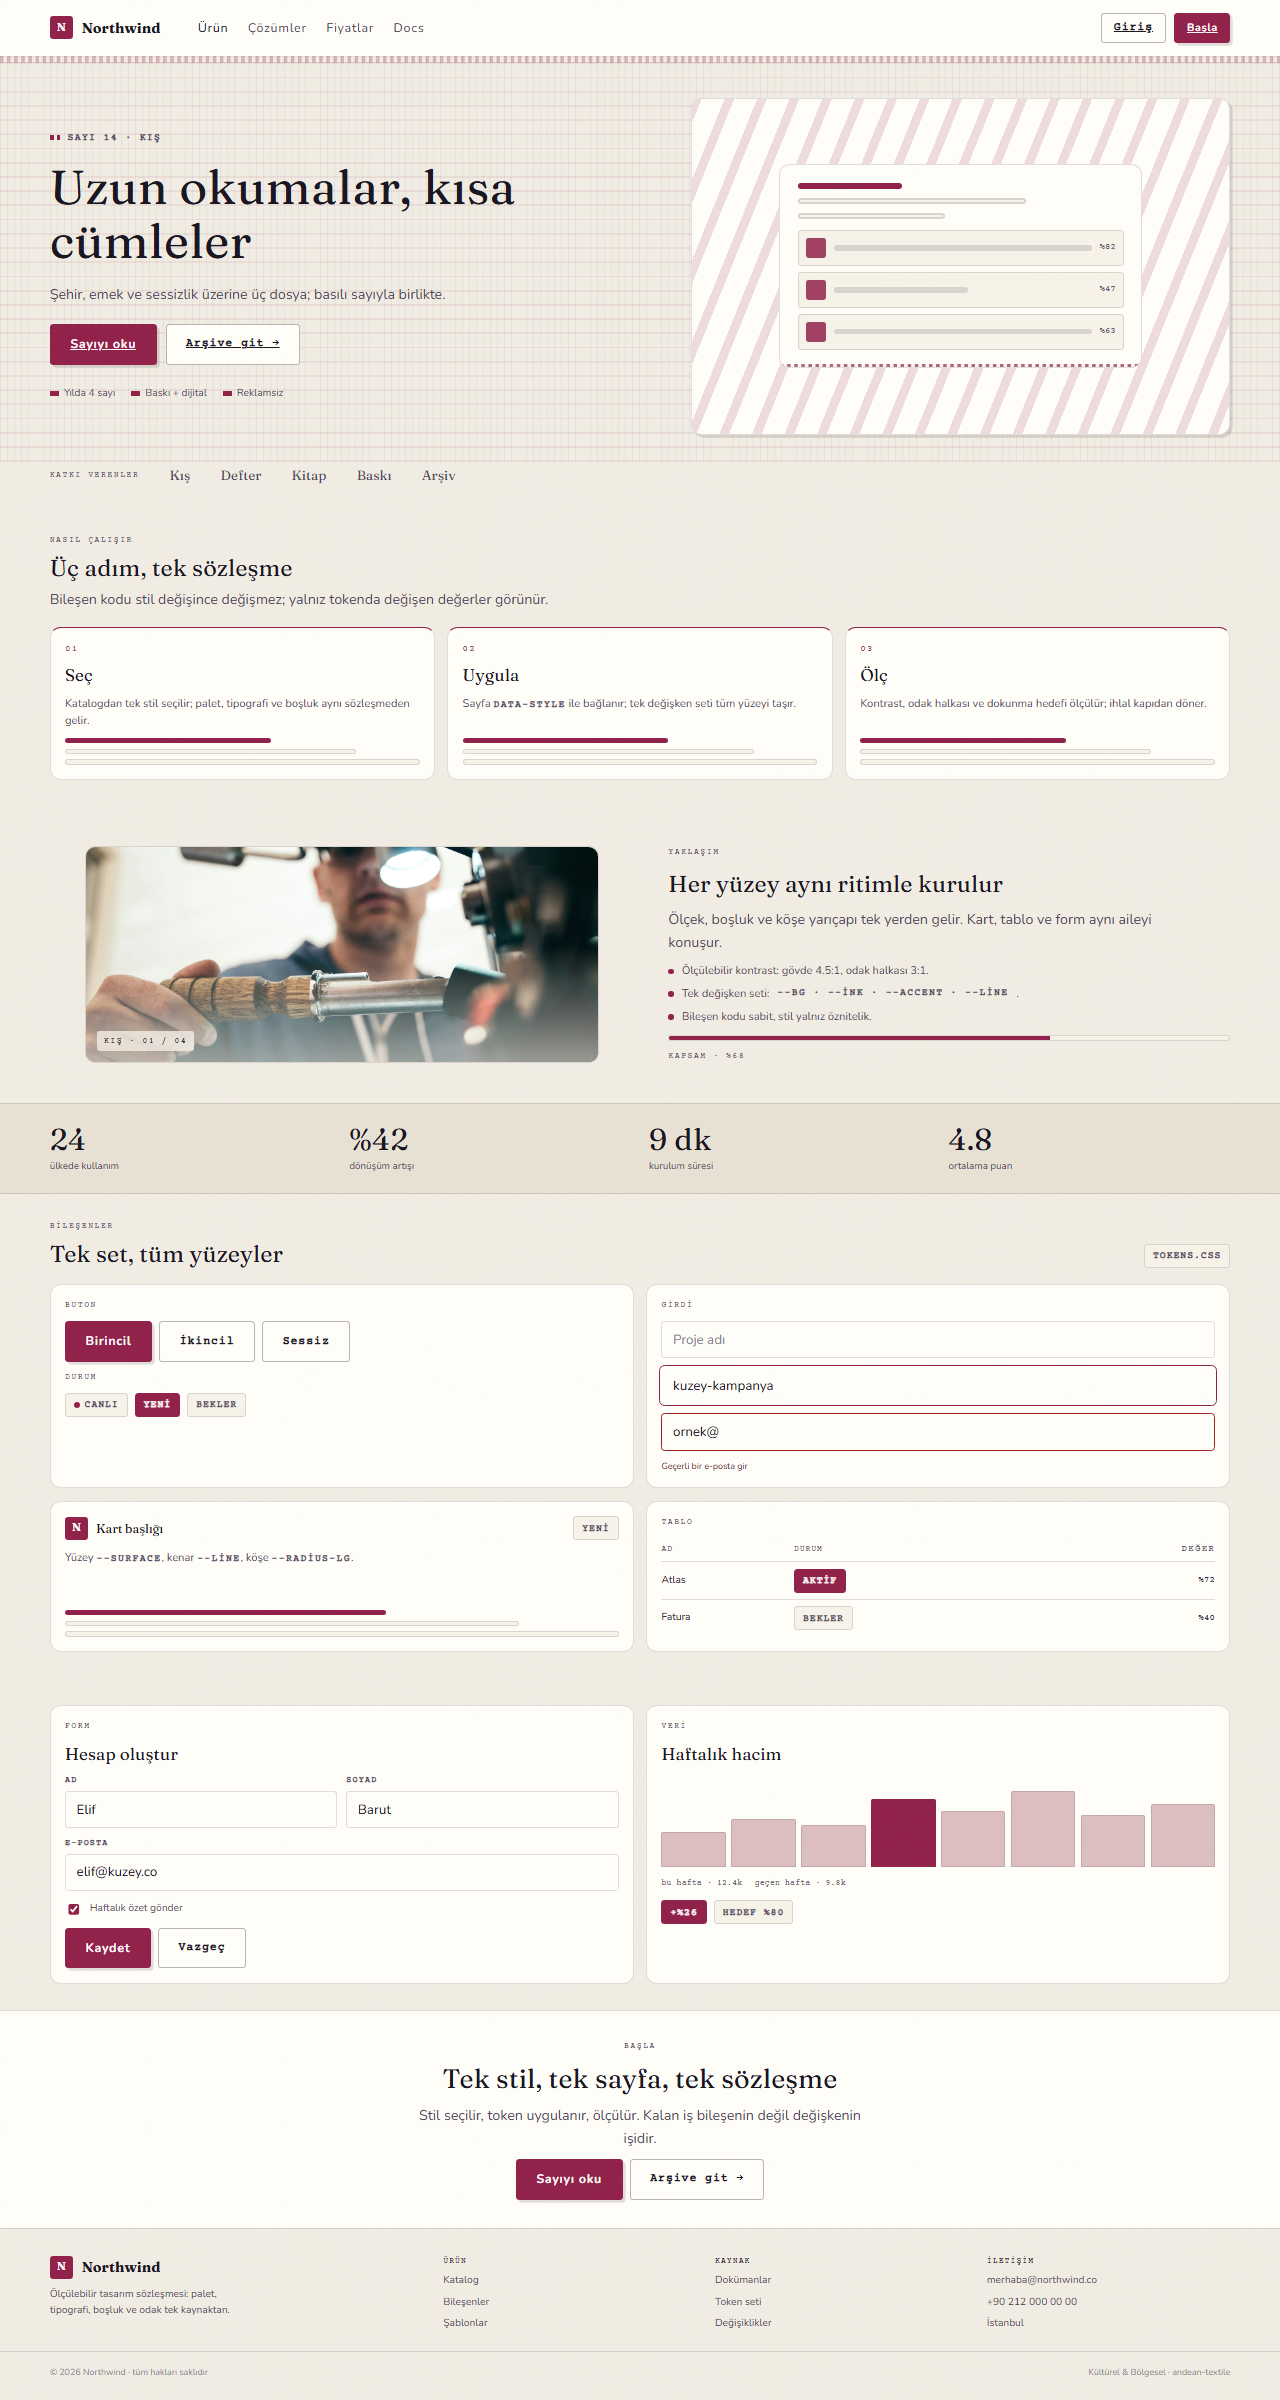 N Northwind Ürün Çözümler Fiyatlar Docs Giriş Başla
SAYI 14 · KIŞ
Uzun okumalar, kısa
cümleler
Şehir, emek ve sessizlik üzerine üç dosya; basılı sayıyla birlikte.
Sayıyı oku Arşive git →
Yılda 4 sayı Baskı + dijital Reklamsız
%82
%47
%63
KATKI VERENLER Kış Defter Kitap Baskı Arşiv
NASIL ÇALIŞIR
Üç adım, tek sözleşme
Bileşen kodu stil değişince değişmez; yalnız tokenda değişen değerler görünür.
01
Seç
Katalogdan tek stil seçilir; palet, tipografi ve boşluk aynı sözleşmeden
gelir.
02
Uygula
Sayfa DATA-STYLE ile bağlanır; tek değişken seti tüm yüzeyi taşır.
03
Ölç
Kontrast, odak halkası ve dokunma hedefi ölçülür; ihlal kapıdan döner.
KIŞ · 01 / 04
YAKLAŞIM
Her yüzey aynı ritimle kurulur
Ölçek, boşluk ve köşe yarıçapı tek yerden gelir. Kart, tablo ve form aynı aileyi
konuşur.
Ölçülebilir kontrast: gövde 4.5:1, odak halkası 3:1.
Tek değişken seti: --BG · --İNK · --ACCENT · --LİNE .
Bileşen kodu sabit, stil yalnız öznitelik.
KAPSAM · %68
24
ülkede kullanım
%42
dönüşüm artışı
9 dk
kurulum süresi
4.8
ortalama puan
BİLEŞENLER
Tek set, tüm yüzeyler
TOKENS.CSS
BUTON
Birincil İkincil Sessiz
DURUM
CANLI YENİ BEKLER
GİRDİ
Proje adı
kuzey-kampanya
ornek@
Geçerli bir e-posta gir
N Kart başlığı YENİ
Yüzey --SURFACE, kenar --LİNE, köşe --RADİUS-LG.
TABLO
AD DURUM DEĞER
Atlas AKTİF %72
Fatura BEKLER %40
FORM
Hesap oluştur
AD SOYAD
Elif Barut
E-POSTA
elif@kuzey.co
Haftalık özet gönder
Kaydet Vazgeç
VERİ
Haftalık hacim
bu hafta · 12.4k geçen hafta · 9.8k
+%26 HEDEF %80
BAŞLA
Tek stil, tek sayfa, tek sözleşme
Stil seçilir, token uygulanır, ölçülür. Kalan iş bileşenin değil değişkenin
işidir.
Sayıyı oku Arşive git →
N Northwind
Ölçülebilir tasarım sözleşmesi: palet,
tipografi, boşluk ve odak tek kaynaktan.
ÜRÜN
Katalog
Bileşenler
Şablonlar
KAYNAK
Dokümanlar
Token seti
Değişiklikler
İLETİŞİM
merhaba@northwind.co
+90 212 000 00 00
İstanbul
© 2026 Northwind · tüm hakları saklıdır
Kültürel & Bölgesel · andean-textile